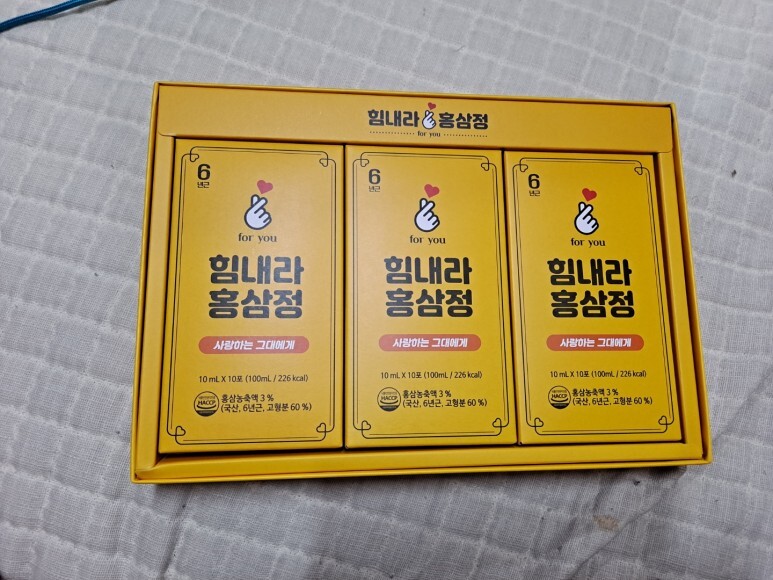 힘내라 홍삼정
for you
6
년근
for you
힘내라
홍삼정
사랑하는 그대에게
10 mL X 10포 (100mL / 226 kcal)
HACCP
홍삼농축액 3 %
(국산, 6년근, 고형분 60 %)
6
년근
for you
힘내라
홍삼정
사랑하는 그대에게
10 mL X 10포 (100mL / 226 kcal)
HACCP
홍삼농축액 3 %
(국산, 6년근, 고형분 60 %)
6
년근
for you
힘내라
홍삼정
사랑하는 그대에게
10 mL X 10포 (100mL / 226 kcal)
HACCP
홍삼농축액 3 %
(국산, 6년근, 고형분 60 %)